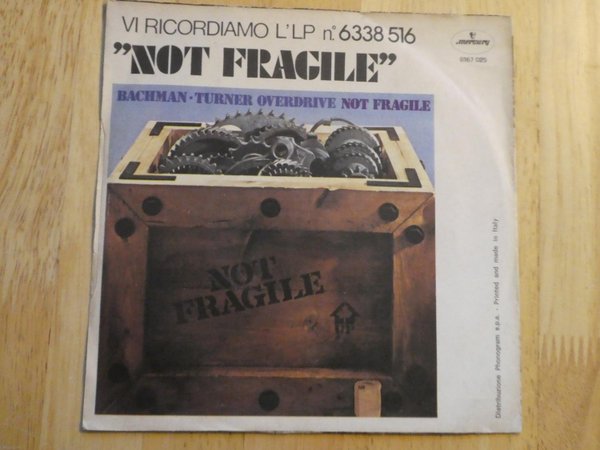 VI RICORDIAMO L'LP n° 6338 516
mercury
"NOT FRAGILE"
6167 025
BACHMAN · TURNER OVERDRIVE NOT FRAGILE
NOT
FRAGILE
Distribuzione Phonogram s.p.a. - Printed and made in Italy